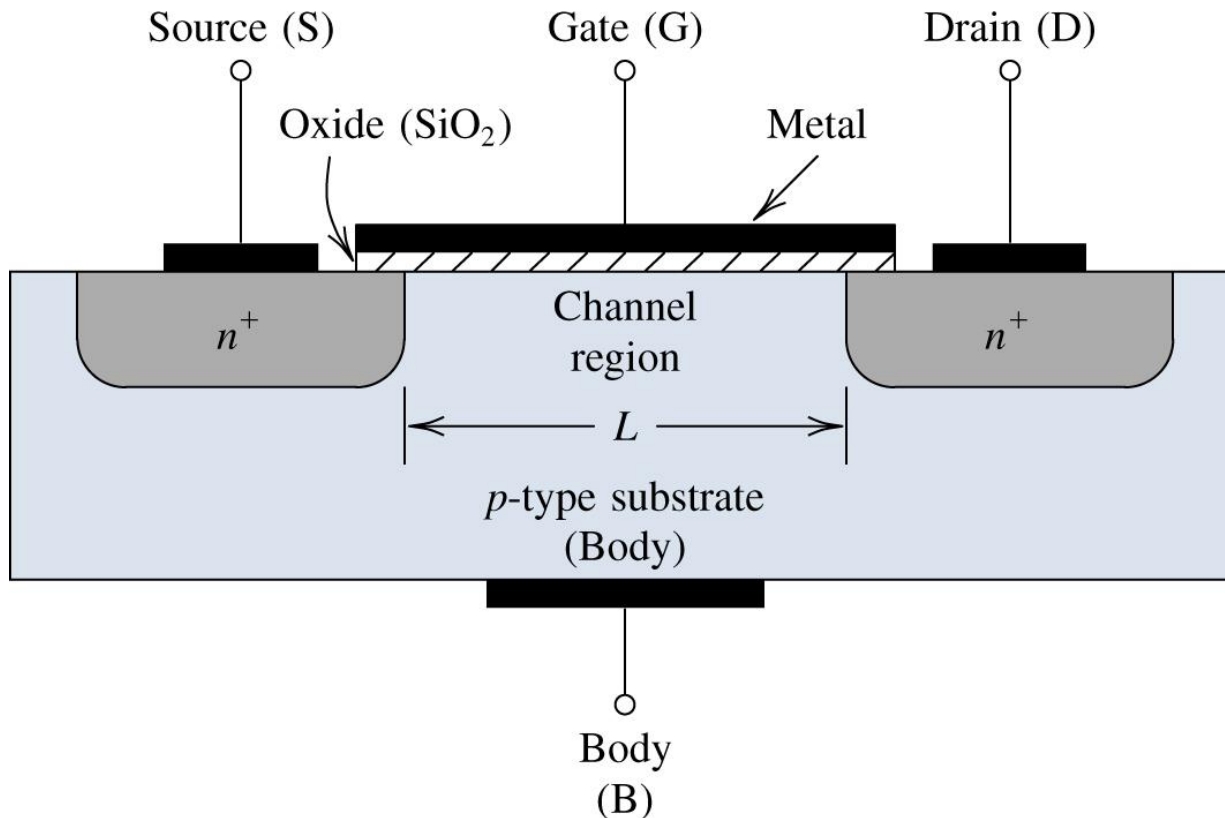 Source (S)
Gate (G)
Drain (D)
Oxide (SiO₂)
Metal
n⁺
Channel
region
n⁺
L
p-type substrate
(Body)
Body
(B)